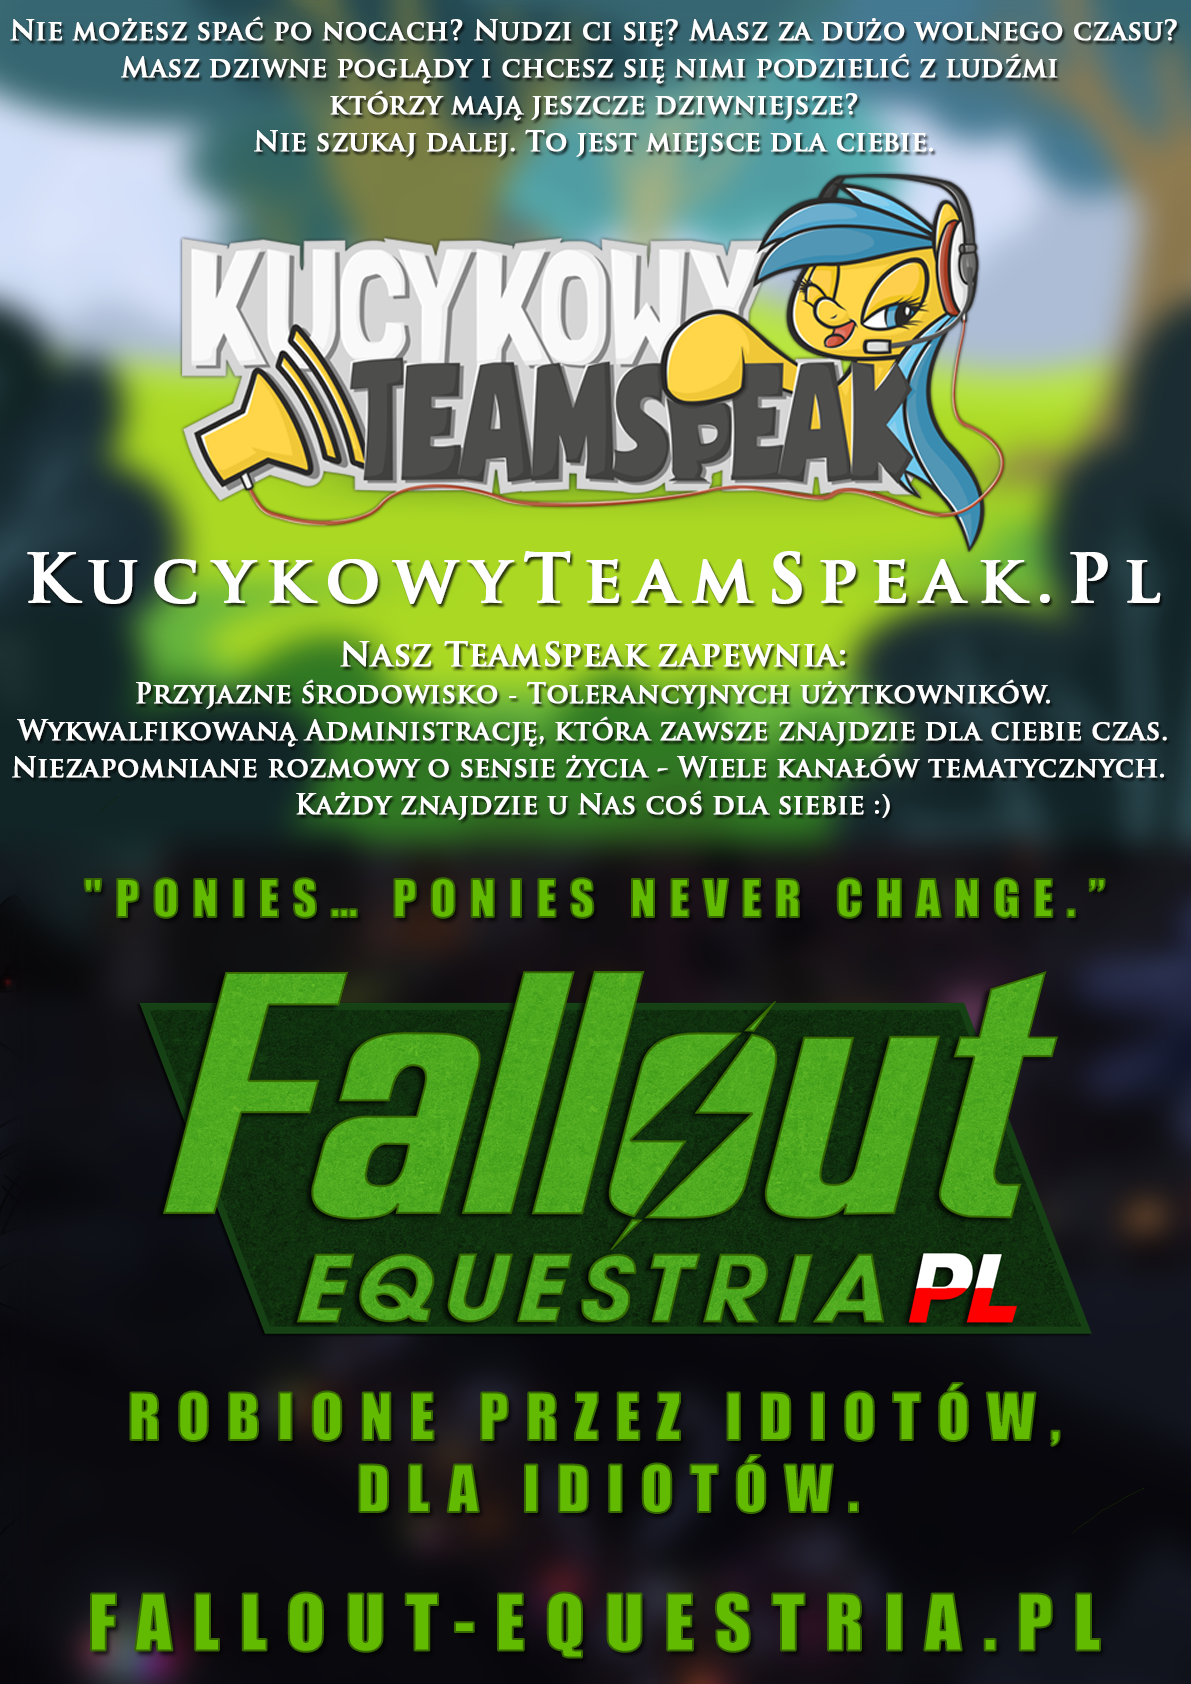 Nie możesz spać po nocach? Nudzi ci się? Masz za dużo wolnego czasu?
Masz dziwne poglądy i chcesz się nimi podzielić z ludźmi
którzy mają jeszcze dziwniejsze?
Nie szukaj dalej. To jest miejsce dla ciebie.
KUCYKOWY
TEAMSPEAK
KucykowyTeamSpeak.Pl
Nasz TeamSpeak zapewnia:
Przyjazne środowisko - Tolerancyjnych użytkowników.
Wykwalfikowaną Administrację, która zawsze znajdzie dla ciebie czas.
Niezapomniane rozmowy o sensie życia - Wiele kanałów tematycznych.
Każdy znajdzie u Nas coś dla siebie :)
"PONIES… PONIES NEVER CHANGE.”
Fallout
EQUESTRIA PL
ROBIONE PRZEZ IDIOTÓW,
DLA IDIOTÓW.
FALLOUT-EQUESTRIA.PL